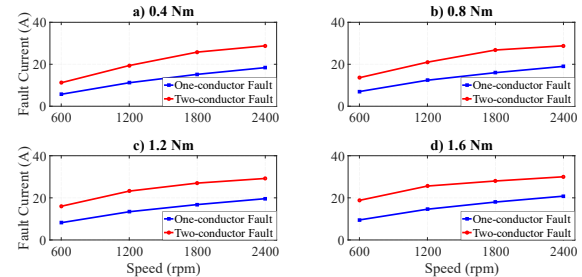 a) 0.4 Nm
b) 0.8 Nm
Fault Current (A)
40
20
0
One-conductor Fault
Two-conductor Fault
600 1200 1800 2400
40
20
0
One-conductor Fault
Two-conductor Fault
600 1200 1800 2400
c) 1.2 Nm
d) 1.6 Nm
Fault Current (A)
40
20
0
One-conductor Fault
Two-conductor Fault
600 1200 1800 2400
Speed (rpm)
40
20
0
One-conductor Fault
Two-conductor Fault
600 1200 1800 2400
Speed (rpm)